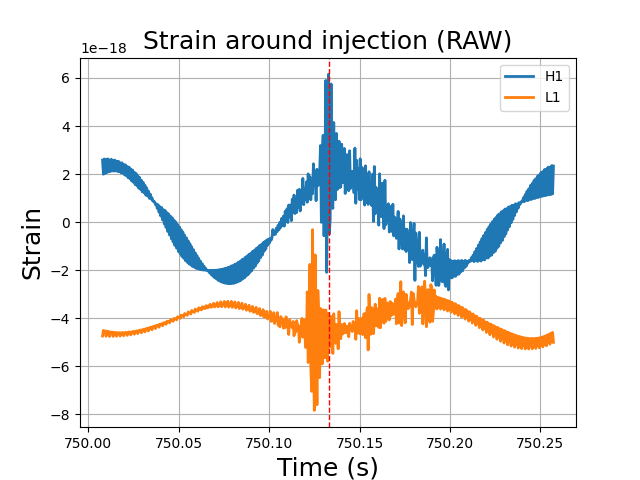 Strain around injection (RAW)
1e−18
H1
L1
6
4
2
0
−2
−4
−6
−8
Strain
750.00 750.05 750.10 750.15 750.20 750.25
Time (s)